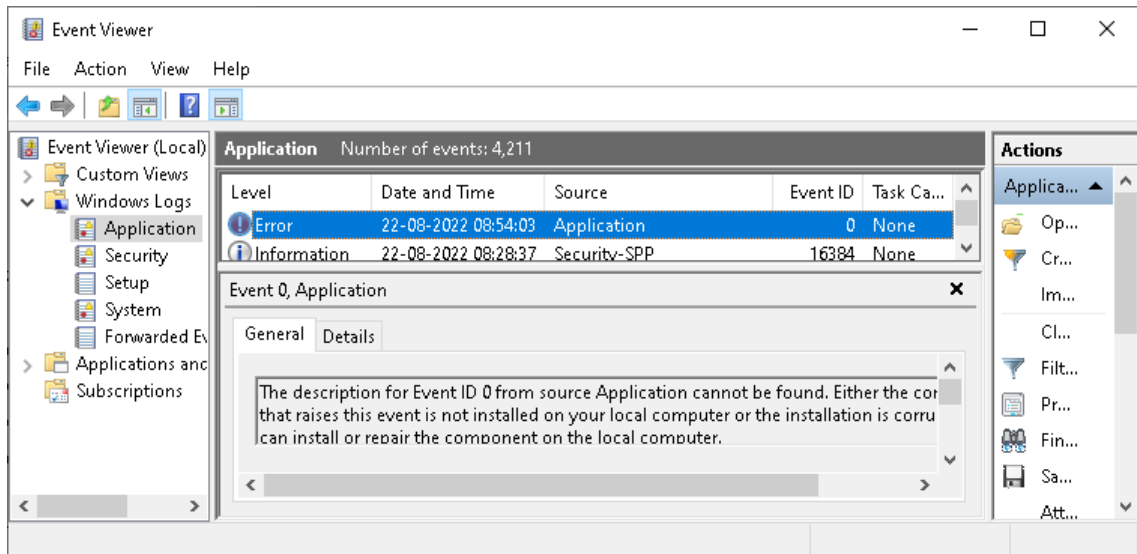 Event Viewer
File Action View Help
Event Viewer (Local)
Custom Views
Windows Logs
Application
Security
Setup
System
Forwarded Ev
Applications and
Subscriptions
Application Number of events: 4,211
Level Date and Time Source Event ID Task Ca...
Error 22-08-2022 08:54:03 Application 0 None
Information 22-08-2022 08:28:37 Security-SPP 16384 None
Event 0, Application
General Details
The description for Event ID 0 from source Application cannot be found. Either the cor
that raises this event is not installed on your local computer or the installation is corru
can install or repair the component on the local computer.
Actions
Applica...
Op...
Cr...
Im...
Cl...
Filt...
Pr...
Fin...
Sa...
Att...